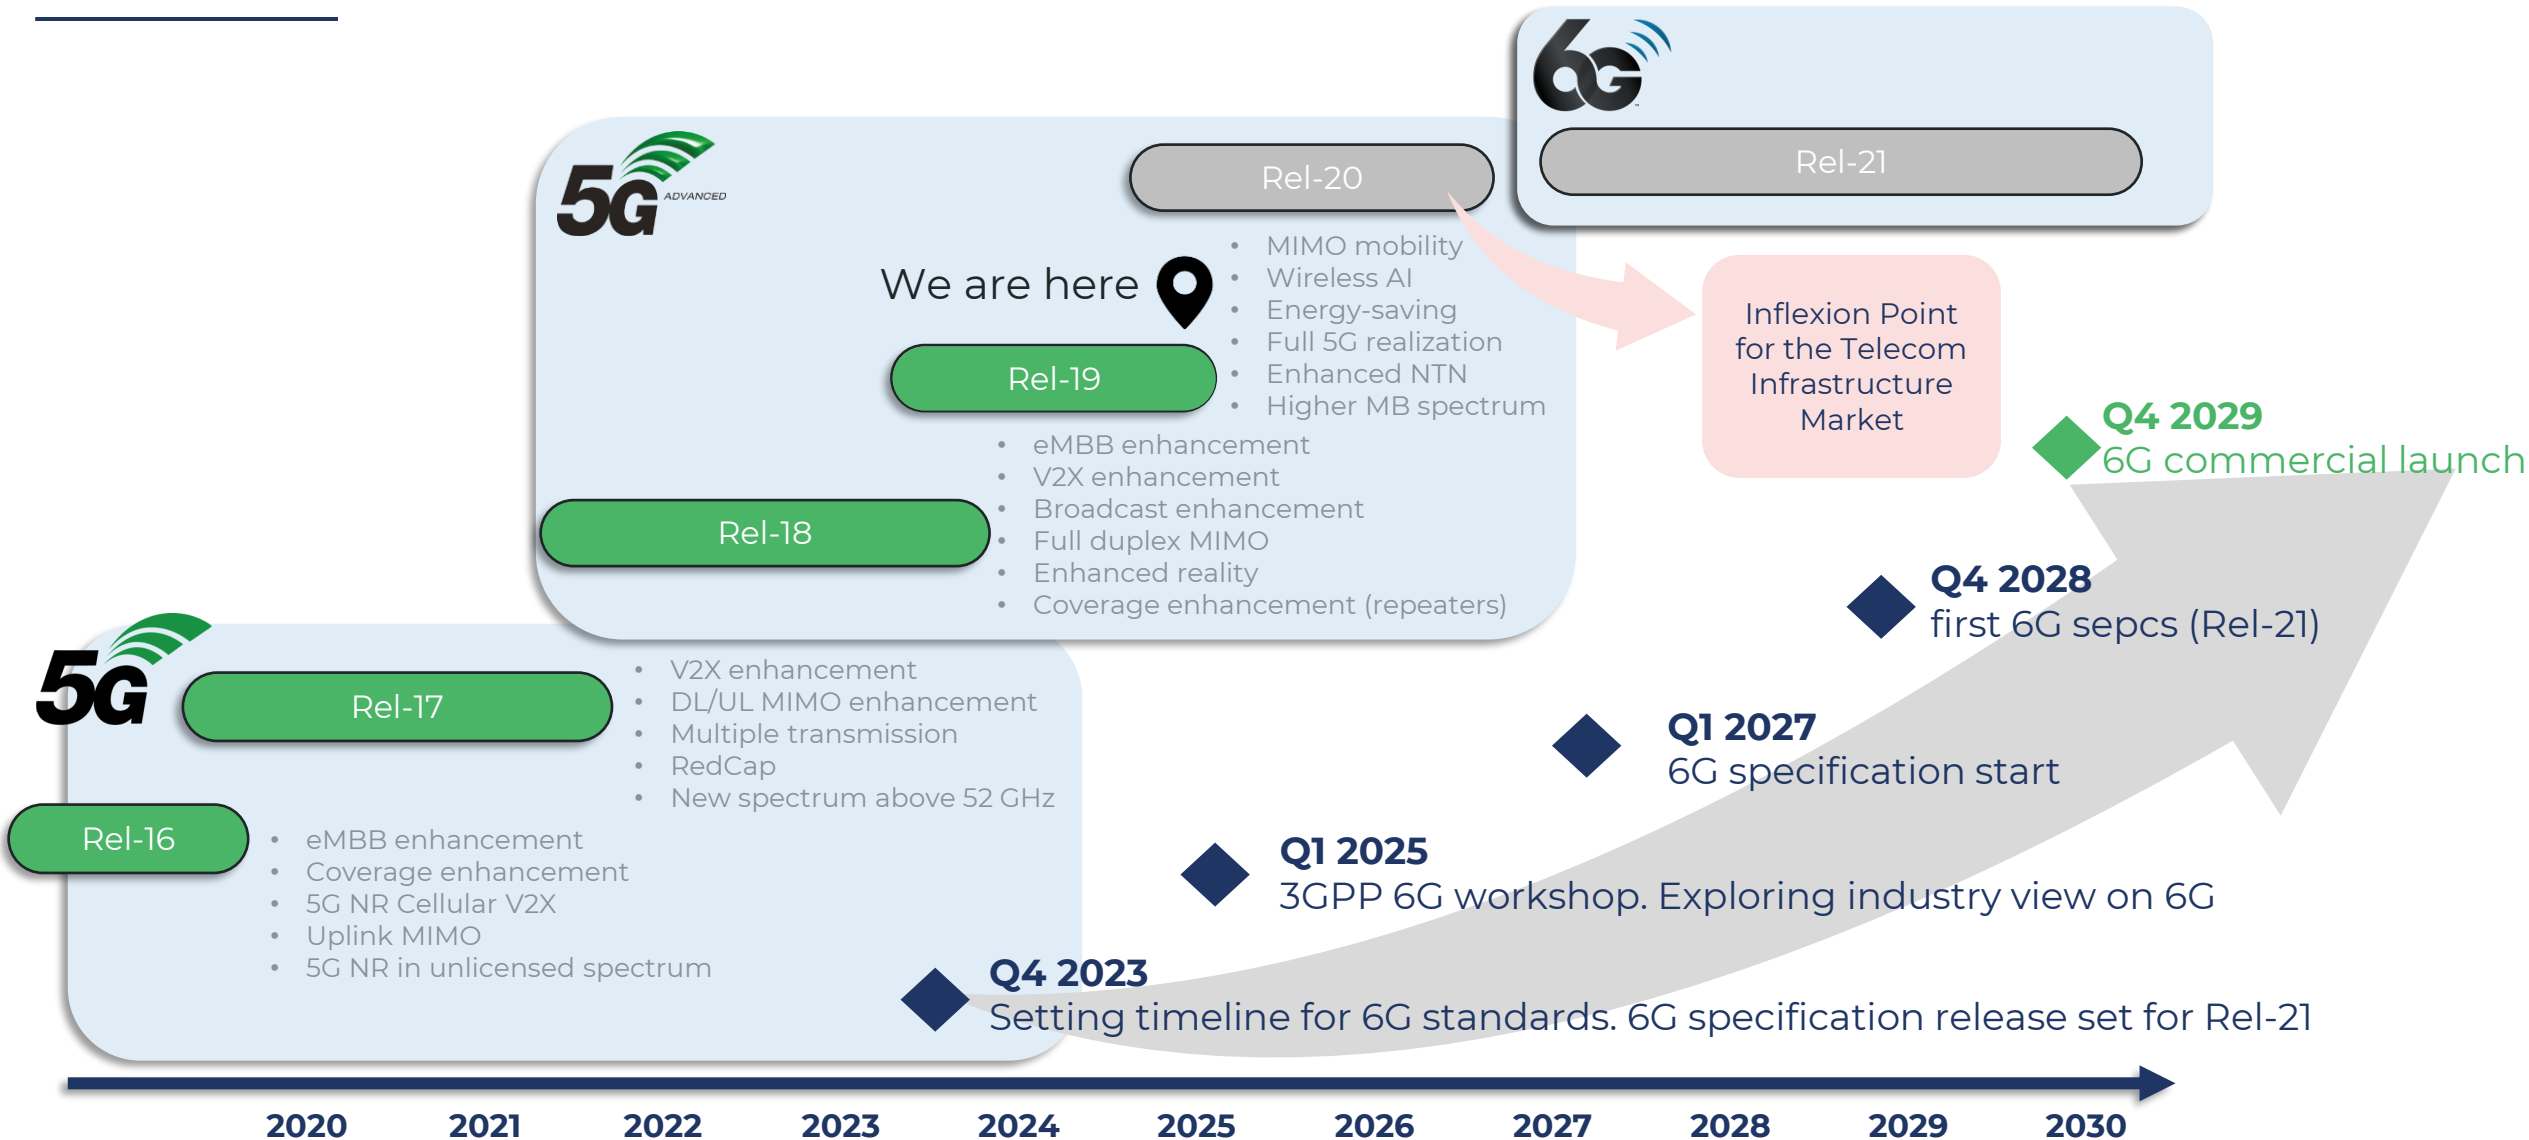 6G
Rel-21
5G
ADVANCED
Rel-20
• MIMO mobility
• Wireless AI
• Energy-saving
• Full 5G realization
• Enhanced NTN
• Higher MB spectrum
We are here
Rel-19
• eMBB enhancement
• V2X enhancement
• Broadcast enhancement
• Full duplex MIMO
• Enhanced reality
• Coverage enhancement (repeaters)
Rel-18
Inflexion Point
for the Telecom
Infrastructure
Market
5G
Rel-17
• V2X enhancement
• DL/UL MIMO enhancement
• Multiple transmission
• RedCap
• New spectrum above 52 GHz
Rel-16
• eMBB enhancement
• Coverage enhancement
• 5G NR Cellular V2X
• Uplink MIMO
• 5G NR in unlicensed spectrum
Q4 2029
6G commercial launch
Q4 2028
first 6G sepcs (Rel-21)
Q1 2027
6G specification start
Q1 2025
3GPP 6G workshop. Exploring industry view on 6G
Q4 2023
Setting timeline for 6G standards. 6G specification release set for Rel-21
2020 2021 2022 2023 2024 2025 2026 2027 2028 2029 2030